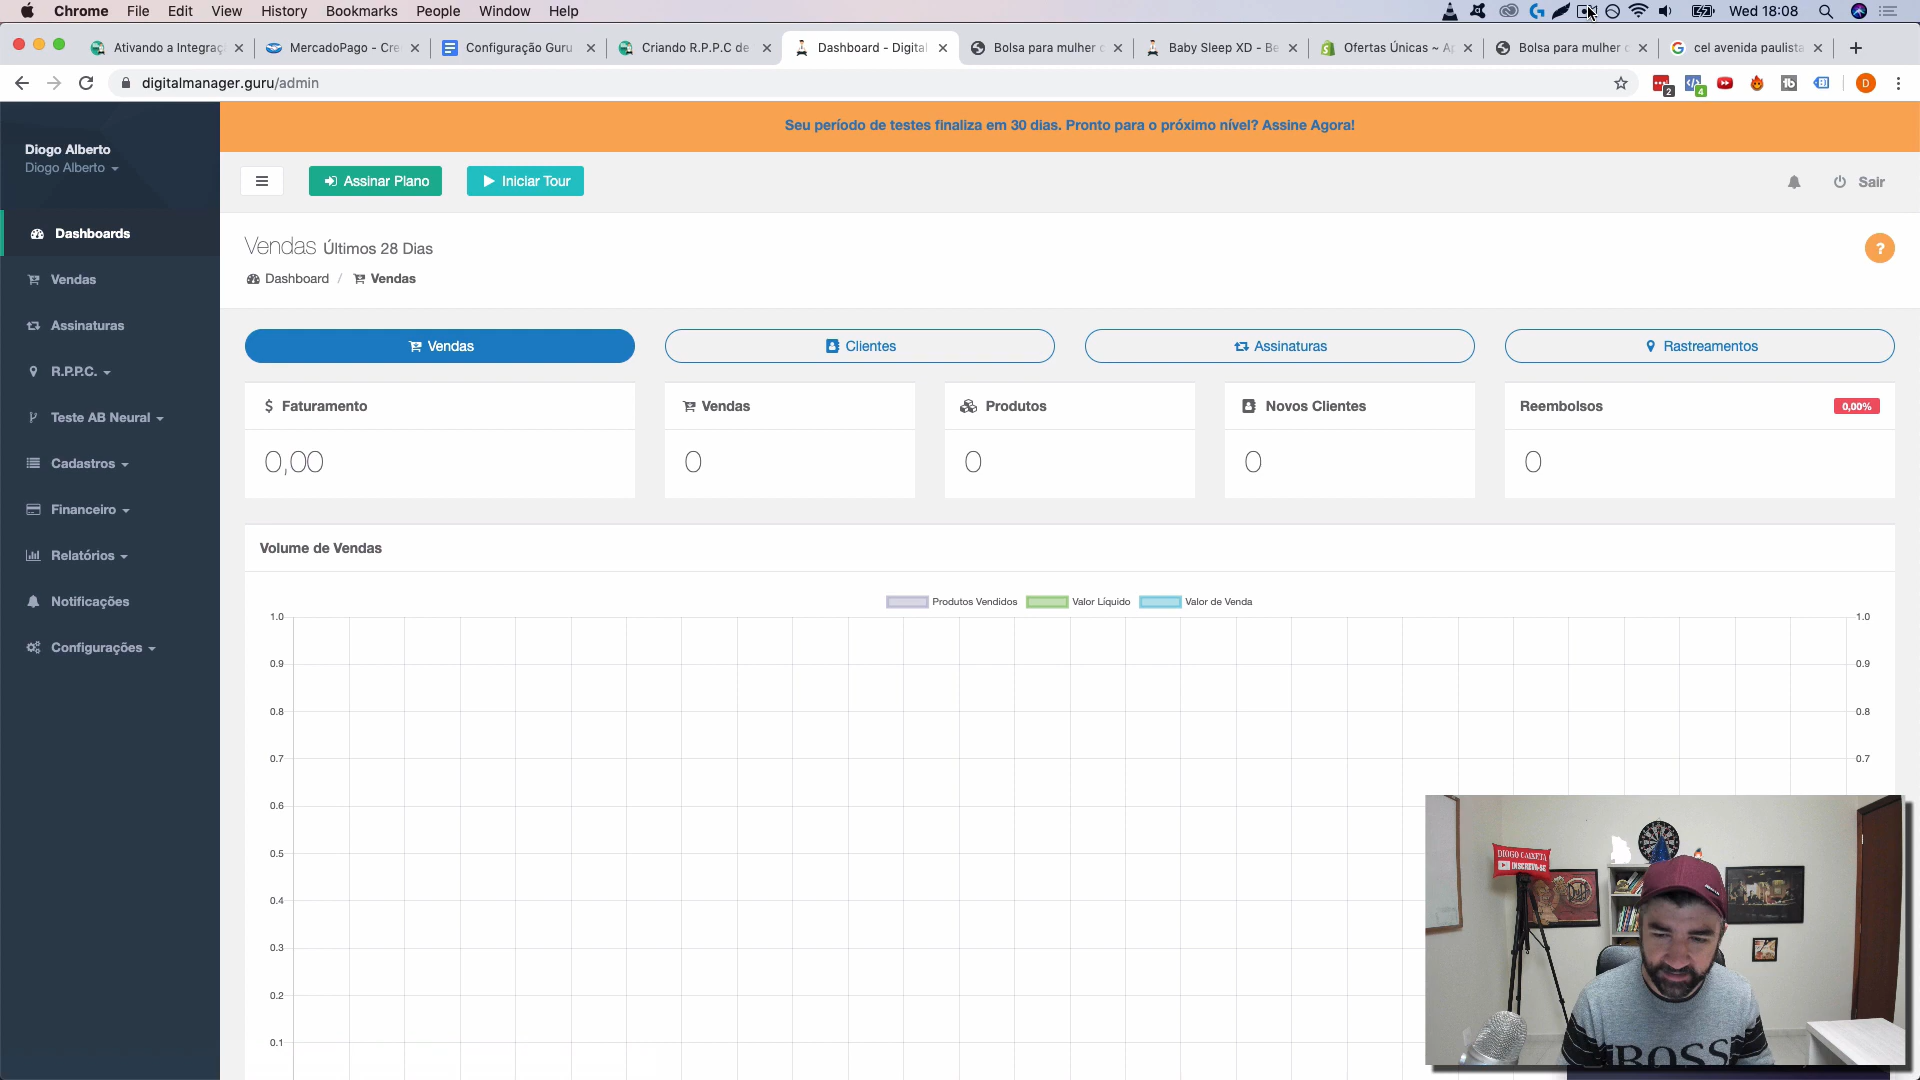 Chrome File Edit View History Bookmarks People Window Help
Wed 18:08
Ativando a Integraç
MercadoPago - Cre
Configuração Guru
Criando R.P.P.C de
Dashboard - Digital
Bolsa para mulher
Baby Sleep XD - Be
Ofertas Únicas ~ A
Bolsa para mulher
cel avenida paulista
digitalmanager.guru/admin
2
4
D
Seu período de testes finaliza em 30 dias. Pronto para o próximo nível? Assine Agora!
Diogo Alberto
Diogo Alberto
Assinar Plano
Iniciar Tour
Sair
Dashboards
Vendas
Assinaturas
R.P.P.C.
Teste AB Neural
Cadastros
Financeiro
Relatórios
Notificações
Configurações
Vendas Últimos 28 Dias
?
Dashboard / Vendas
Vendas
Clientes
Assinaturas
Rastreamentos
$ Faturamento
Vendas
Produtos
Novos Clientes
Reembolsos
0,00%
0,00
0
0
0
0
Volume de Vendas
Produtos Vendidos
Valor Líquido
Valor de Venda
1.0 1.0
0.9 0.9
0.8 0.8
0.7 0.7
0.6
0.5
0.4
0.3
0.2
0.1
DIOGO CAIXETA
INSCREVA-SE
BOSS